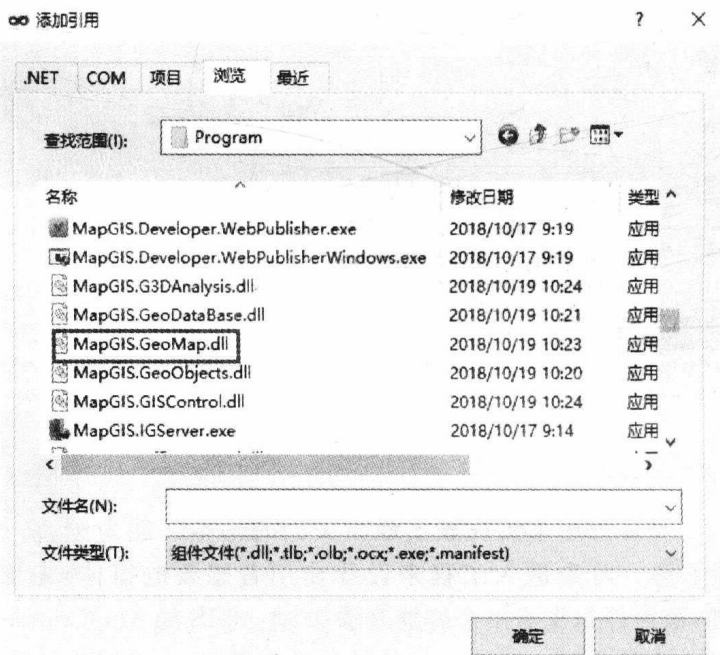 添加引用 ? ×
.NET COM 项目 浏览 最近
查找范围(I): Program
名称 修改日期 类型
MapGIS.Developer.WebPublisher.exe 2018/10/17 9:19 应用
MapGIS.Developer.WebPublisherWindows.exe 2018/10/17 9:19 应用
MapGIS.G3DAnalysis.dll 2018/10/19 10:24 应用
MapGIS.GeoDataBase.dll 2018/10/19 10:21 应用
MapGIS.GeoMap.dll 2018/10/19 10:23 应用
MapGIS.GeoObjects.dll 2018/10/19 10:20 应用
MapGIS.GISControl.dll 2018/10/19 10:24 应用
MapGIS.IGServer.exe 2018/10/17 9:14 应用
文件名(N):
文件类型(T): 组件文件(*.dll;*.tlb;*.olb;*.ocx;*.exe;*.manifest)
确定 取消